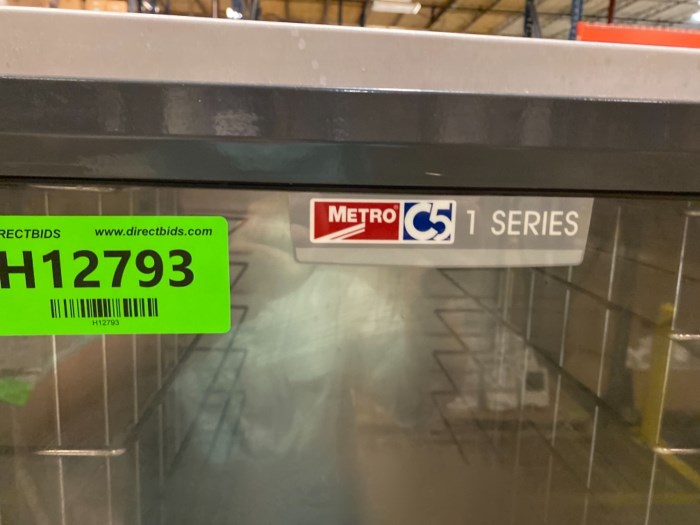 RECTBIDS www.directbids.com
H12793
H12793
METRO® C5 1 SERIES